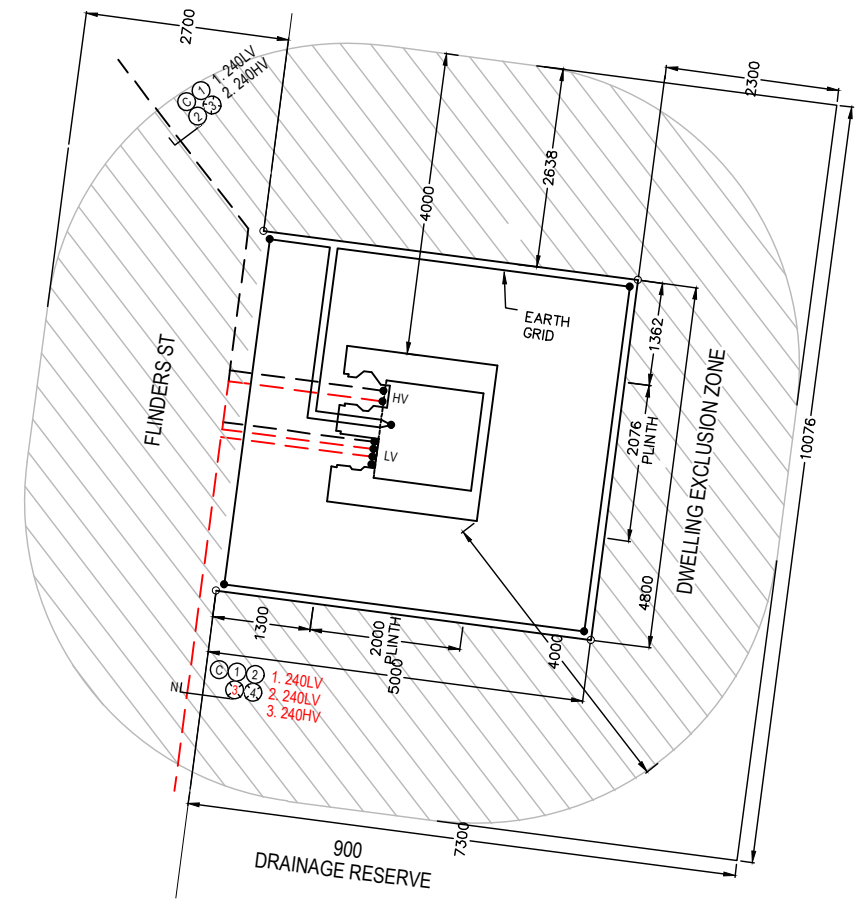 2700
2300
C 1
2 3
1. 240LV
2. 240HV
4000
2638
EARTH
GRID
1362
FLINDERS ST
HV
LV
2076
PLINTH
DWELLING EXCLUSION ZONE
10076
4800
1300
2000
PLINTH
5000
4000
C 1 2
3 4
1. 240LV
2. 240LV
3. 240HV
7300
900
DRAINAGE RESERVE